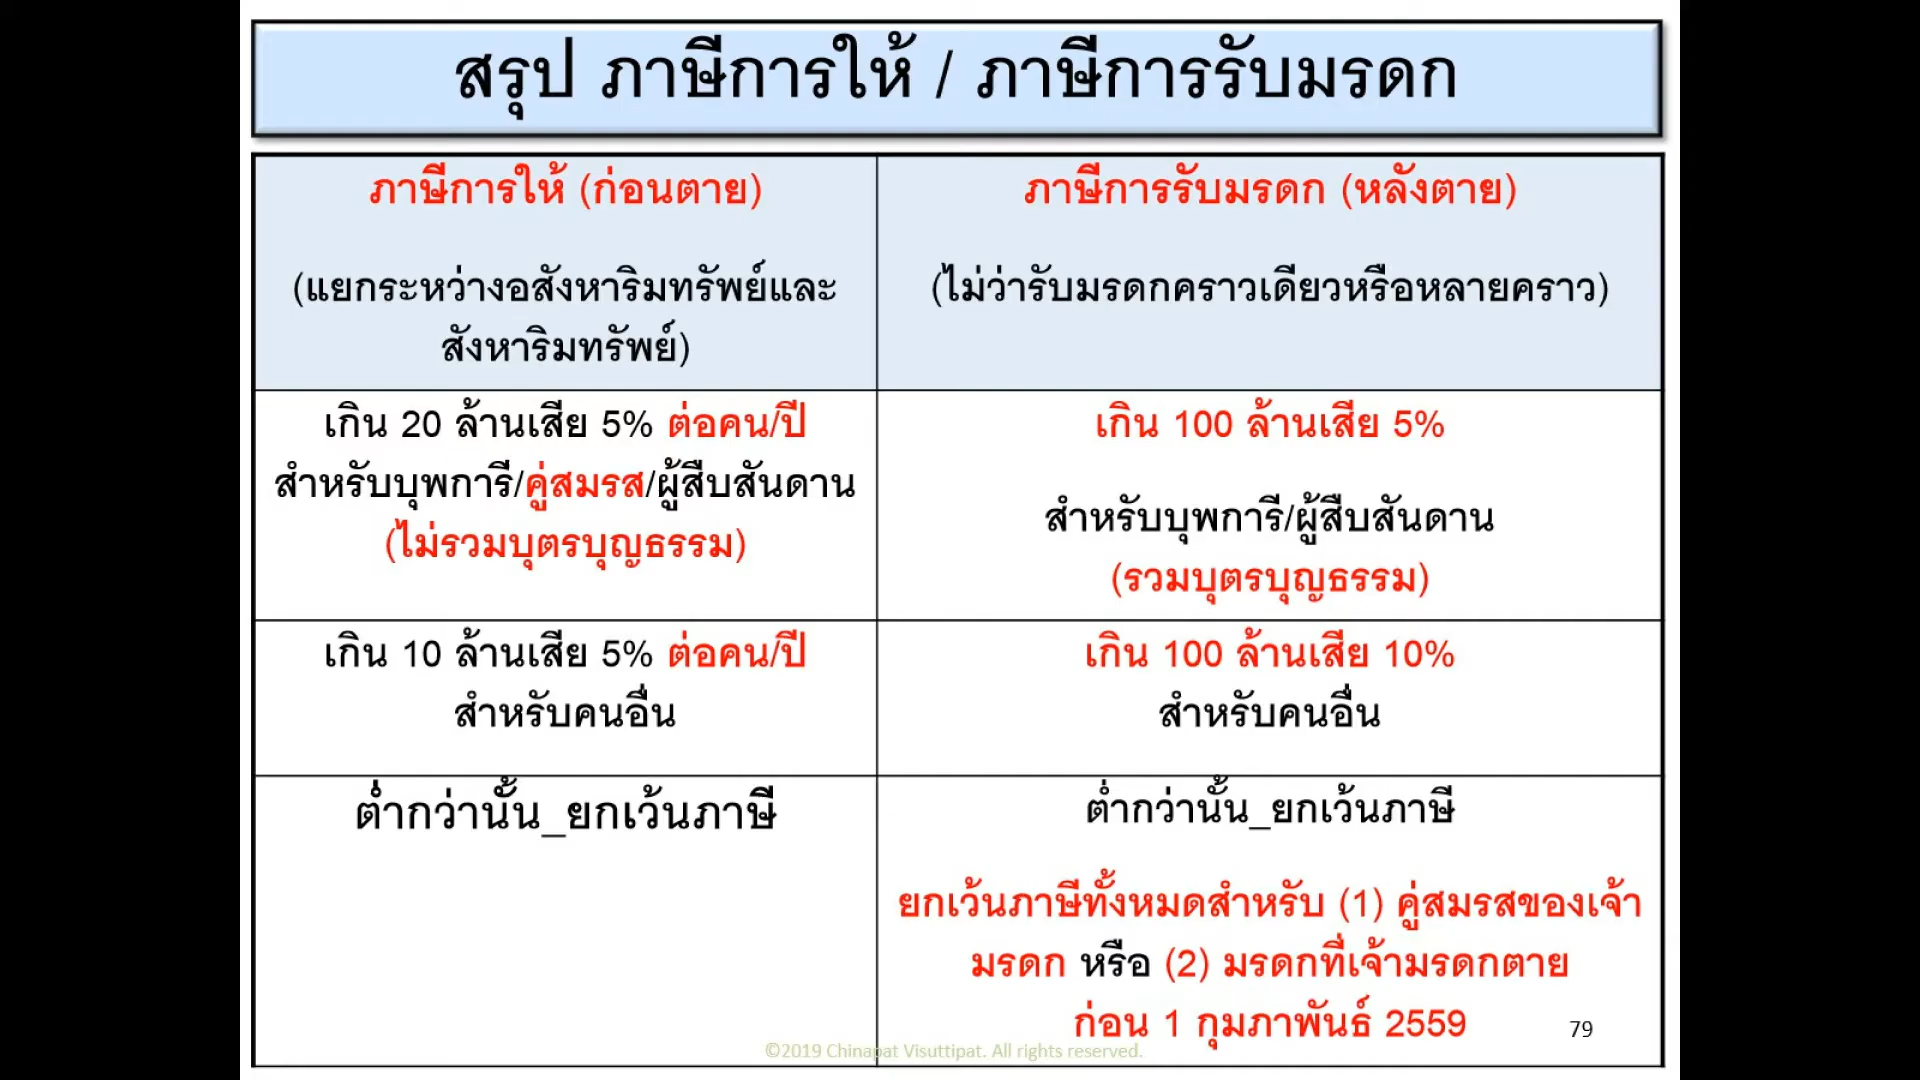 สรุป ภาษีการให้ / ภาษีการรับมรดก
ภาษีการให้ (ก่อนตาย)
(แยกระหว่างอสังหาริมทรัพย์และ
สังหาริมทรัพย์)
ภาษีการรับมรดก (หลังตาย)
(ไม่ว่ารับมรดกคราวเดียวหรือหลายคราว)
เกิน 20 ล้านเสีย 5% ต่อคน/ปี
สำหรับบุพการี/คู่สมรส/ผู้สืบสันดาน
(ไม่รวมบุตรบุญธรรม)
เกิน 100 ล้านเสีย 5%
สำหรับบุพการี/ผู้สืบสันดาน
(รวมบุตรบุญธรรม)
เกิน 10 ล้านเสีย 5% ต่อคน/ปี
สำหรับคนอื่น
เกิน 100 ล้านเสีย 10%
สำหรับคนอื่น
ต่ำกว่านั้น_ยกเว้นภาษี
ต่ำกว่านั้น_ยกเว้นภาษี
ยกเว้นภาษีทั้งหมดสำหรับ (1) คู่สมรสของเจ้า
มรดก หรือ (2) มรดกที่เจ้ามรดกตาย
ก่อน 1 กุมภาพันธ์ 2559
79
©2019 Chinapat Visuttipat. All rights reserved.